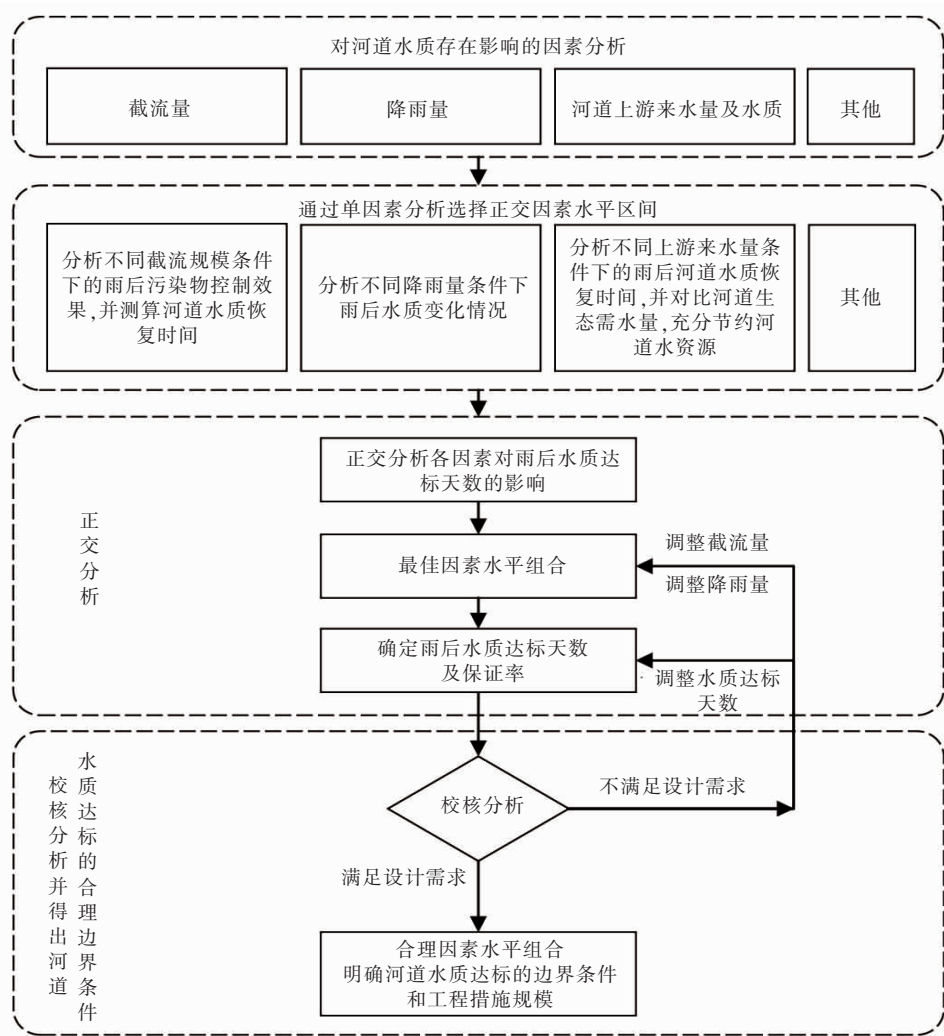 对河道水质存在影响的因素分析
截流量
降雨量
河道上游来水量及水质
其他
通过单因素分析选择正交因素水平区间
分析不同截流规模条件
下的雨后污染物控制效
果,并测算河道水质恢
复时间
分析不同降雨量条件下
雨后水质变化情况
分析不同上游来水量条
件下的雨后河道水质恢
复时间,并对比河道生
态需水量,充分节约河
道水资源
其他
正交分析
正交分析各因素对雨后水质达
标天数的影响
最佳因素水平组合
调整截流量
调整降雨量
确定雨后水质达标天数
及保证率
调整水质达标
天数
校核分析并得出河道
水质达标的合理边界条件
校核分析
不满足设计需求
满足设计需求
合理因素水平组合
明确河道水质达标的边界条件
和工程措施规模